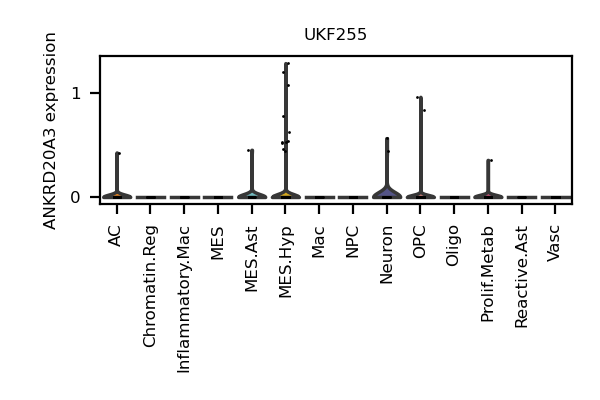 UKF255
ANKRD20A3 expression
1
0
AC
Chromatin.Reg
Inflammatory.Mac
MES
MES.Ast
MES.Hyp
Mac
NPC
Neuron
OPC
Oligo
Prolif.Metab
Reactive.Ast
Vasc